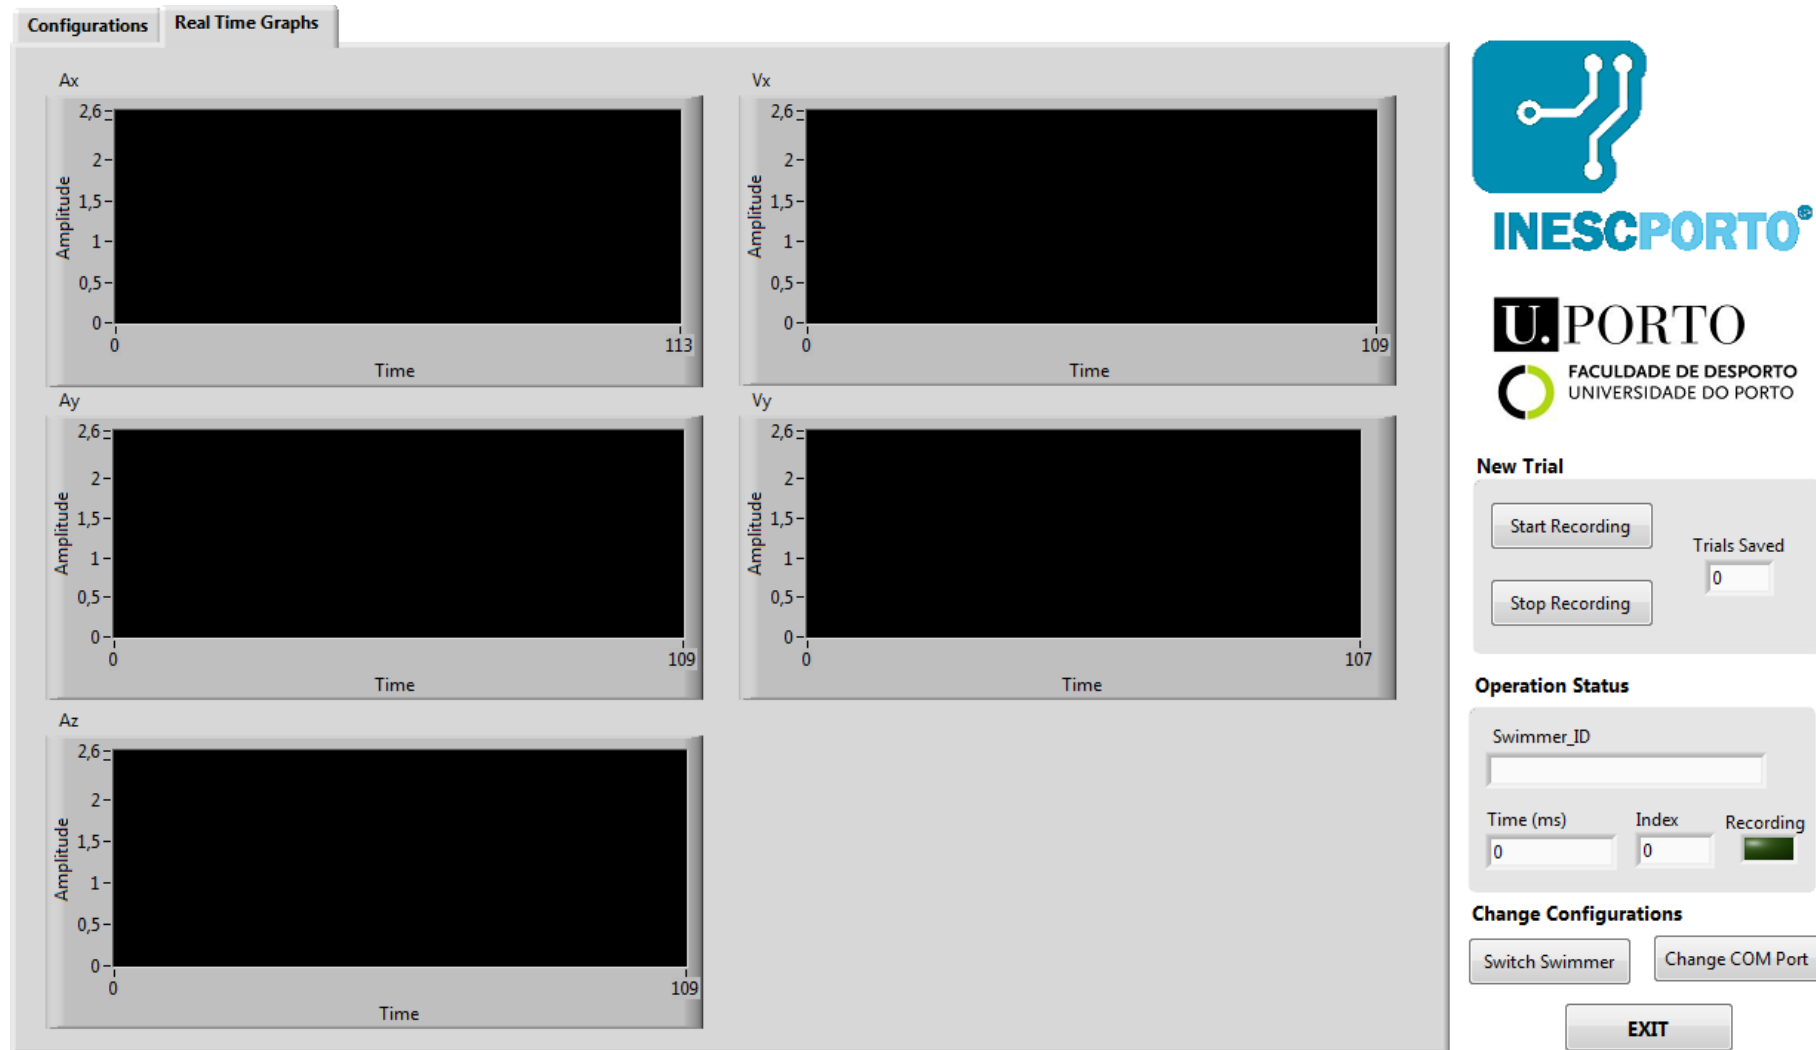 Configurations
Real Time Graphs
Ax
2,6
2
1,5
1
0,5
0
Amplitude
0
113
Time
Vx
2,6
2
1,5
1
0,5
0
Amplitude
0
109
Time
Ay
2,6
2
1,5
1
0,5
0
Amplitude
0
109
Time
Vy
2,6
2
1,5
1
0,5
0
Amplitude
0
107
Time
Az
2,6
2
1,5
1
0,5
0
Amplitude
0
109
Time
INESCPORTO
U. PORTO
FACULDADE DE DESPORTO
UNIVERSIDADE DO PORTO
New Trial
Start Recording
Trials Saved
0
Stop Recording
Operation Status
Swimmer_ID
Time (ms)
Index
Recording
0
0
Change Configurations
Switch Swimmer
Change COM Port
EXIT